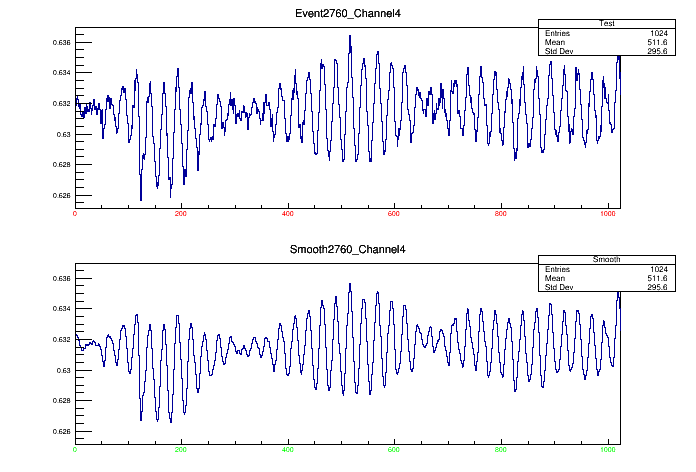 Event2760_Channel4
Test
Entries 1024
Mean 511.6
Std Dev 295.6
0.636
0.634
0.632
0.63
0.628
0.626
0 200 400 600 800 1000
Smooth2760_Channel4
Smooth
Entries 1024
Mean 511.6
Std Dev 295.6
0.636
0.634
0.632
0.63
0.628
0.626
0 200 400 600 800 1000